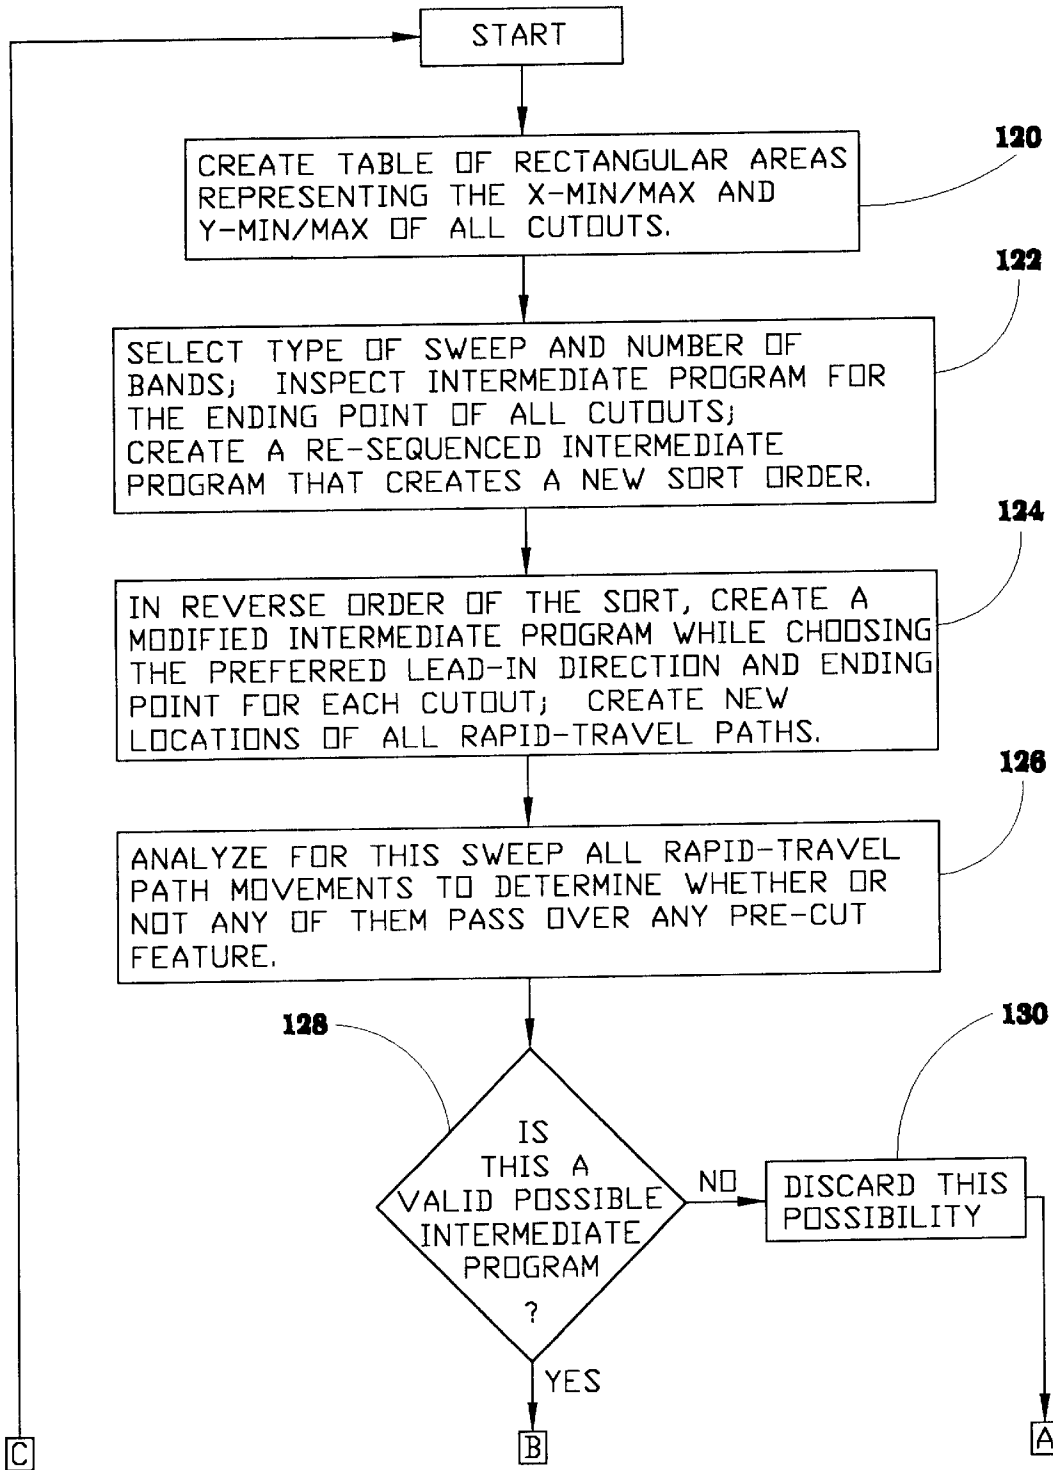 START
120
CREATE TABLE OF RECTANGULAR AREAS
REPRESENTING THE X-MIN/MAX AND
Y-MIN/MAX OF ALL CUTOUTS.
122
SELECT TYPE OF SWEEP AND NUMBER OF
BANDS; INSPECT INTERMEDIATE PROGRAM FOR
THE ENDING POINT OF ALL CUTOUTS;
CREATE A RE-SEQUENCED INTERMEDIATE
PROGRAM THAT CREATES A NEW SORT ORDER.
124
IN REVERSE ORDER OF THE SORT, CREATE A
MODIFIED INTERMEDIATE PROGRAM WHILE CHOOSING
THE PREFERRED LEAD-IN DIRECTION AND ENDING
POINT FOR EACH CUTOUT; CREATE NEW
LOCATIONS OF ALL RAPID-TRAVEL PATHS.
126
ANALYZE FOR THIS SWEEP ALL RAPID-TRAVEL
PATH MOVEMENTS TO DETERMINE WHETHER OR
NOT ANY OF THEM PASS OVER ANY PRE-CUT
FEATURE.
128
IS
THIS A
VALID POSSIBLE
INTERMEDIATE
PROGRAM
?
NO
130
DISCARD THIS
POSSIBILITY
YES
C
B
A